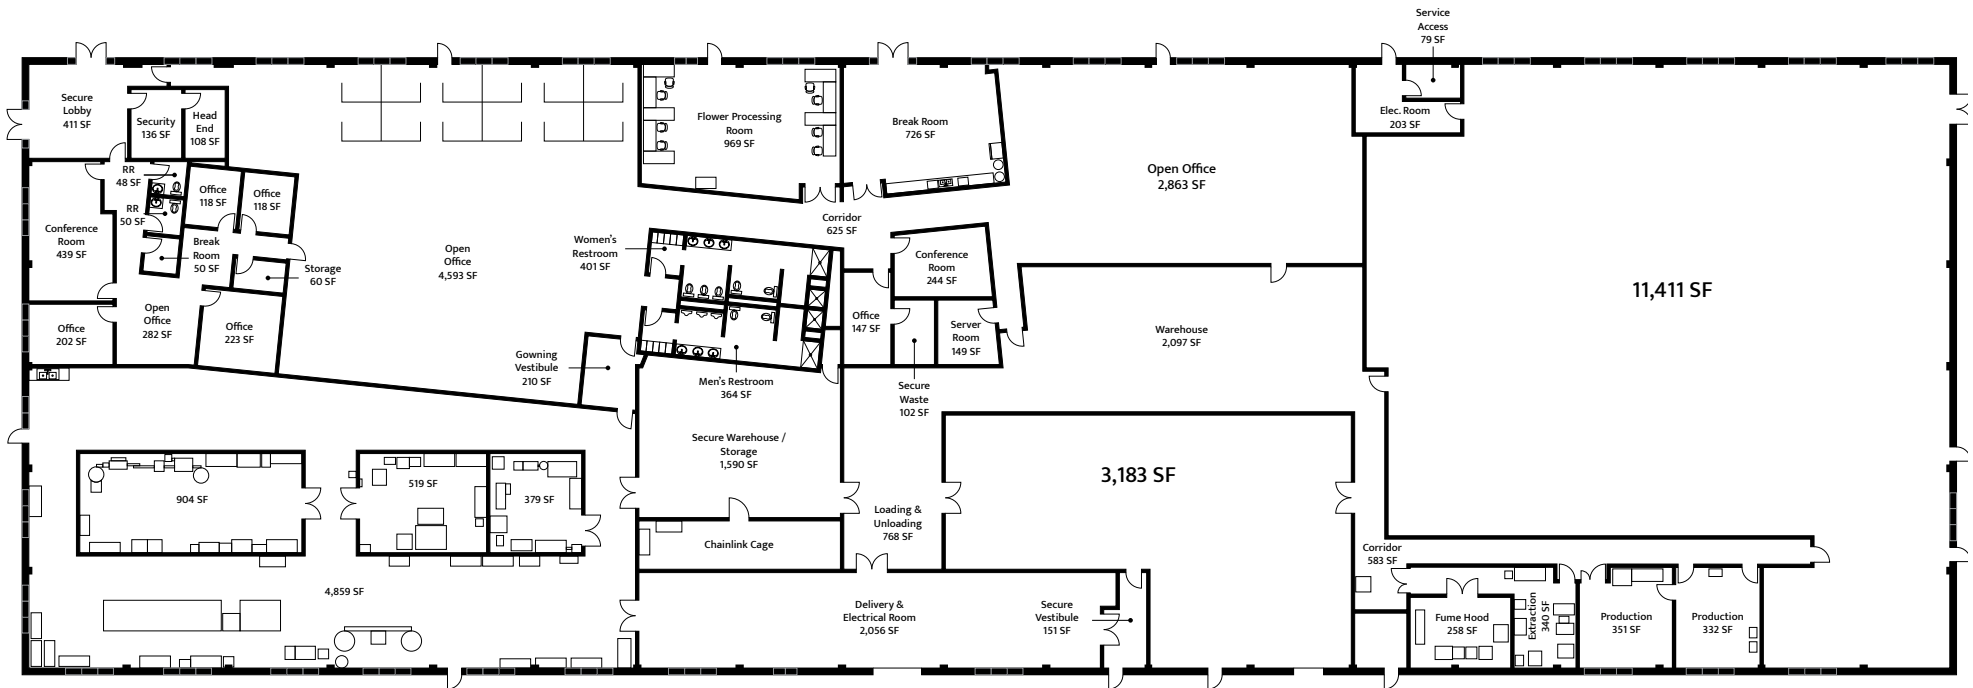 Service
Access
79 SF
Secure
Lobby
411 SF
Security
136 SF
Head
End
108 SF
Flower Processing
Room
969 SF
Break Room
726 SF
Elec. Room
203 SF
RR
48 SF
Office
118 SF
Office
118 SF
Open Office
2,863 SF
RR
50 SF
Corridor
625 SF
Conference
Room
439 SF
Break
Room
50 SF
Open
Office
4,593 SF
Women's
Restroom
401 SF
Storage
60 SF
Conference
Room
244 SF
11,411 SF
Open
Office
282 SF
Office
202 SF
Office
223 SF
Office
147 SF
Server
Room
149 SF
Warehouse
2,097 SF
Gowning
Vestibule
210 SF
Men's Restroom
364 SF
Secure
Waste
102 SF
Secure Warehouse /
Storage
1,590 SF
3,183 SF
904 SF
519 SF
379 SF
Loading &
Unloading
768 SF
Chainlink Cage
Corridor
583 SF
4,859 SF
Delivery &
Electrical Room
2,056 SF
Secure
Vestibule
151 SF
Fume Hood
258 SF
Extraction
340 SF
Production
351 SF
Production
332 SF